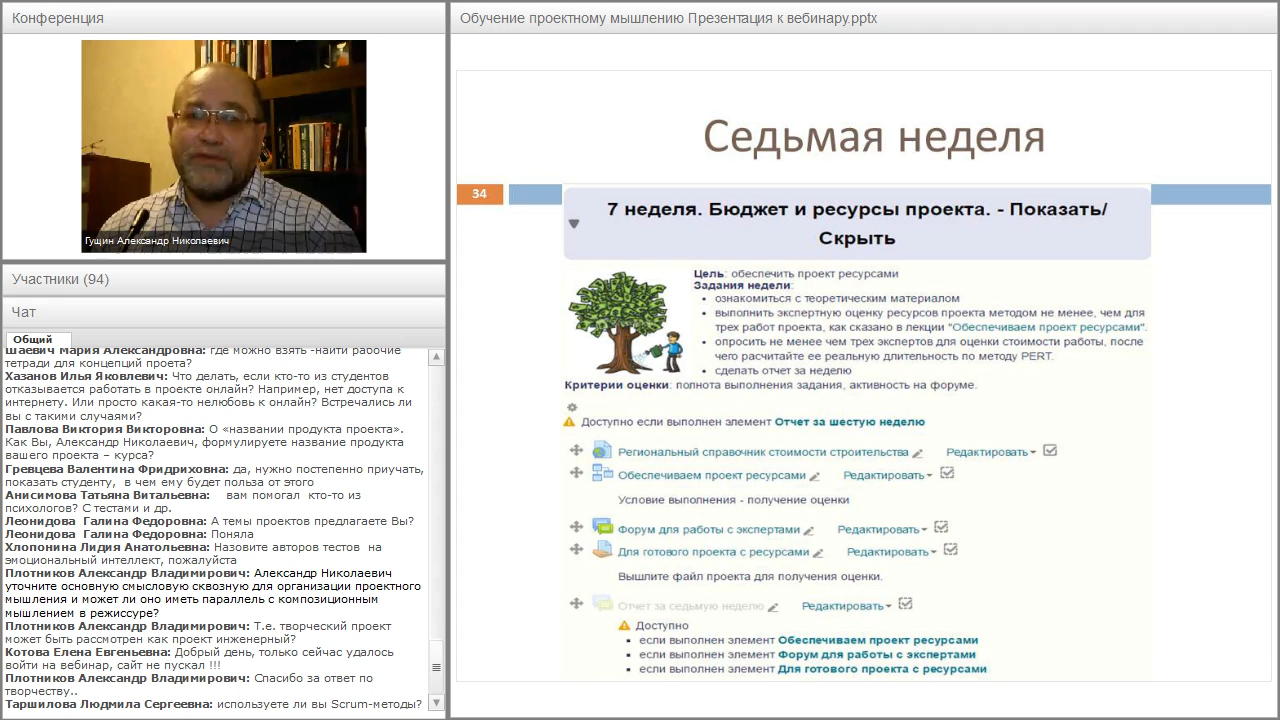 Конференция
Гущин Александр Николаевич
Участники (94)
Чат
Общий
Шаевич Мария Александровна: где можно взять -найти рабочие
тетради для концепций проета?
Хазанов Илья Яковлевич: Что делать, если кто-то из студентов
отказывается работать в проекте онлайн? Например, нет доступа к
интернету. Или просто какая-то нелюбовь к онлайн? Встречались ли
вы с такими случаями?
Павлова Виктория Викторовна: О «названии продукта проекта».
Как Вы, Александр Николаевич, формулируете название продукта
вашего проекта – курса?
Гревцева Валентина Фридриховна: да, нужно постепенно приучать,
показать студенту, в чем ему будет польза от этого
Анисимова Татьяна Витальевна: вам помогал кто-то из
психологов? С тестами и др.
Леонидова Галина Федоровна: А темы проектов предлагаете Вы?
Леонидова Галина Федоровна: Поняла
Хлопонина Лидия Анатольевна: Назовите авторов тестов на
эмоциональный интеллект, пожалуйста
Плотников Александр Владимирович: Александр Николаевич
уточните основную смысловую сквозную для организации проектного
мышления и может ли оно иметь параллель с композиционным
мышлением в режиссуре?
Плотников Александр Владимирович: Т.е. творческий проект
может быть рассмотрен как проект инженерный?
Котова Елена Евгеньевна: Добрый день, только сейчас удалось
войти на вебинар, сайт не пускал !!!
Плотников Александр Владимирович: Спасибо за ответ по
творчеству..
Таршилова Людмила Сергеевна: используете ли вы Scrum-методы?
Обучение проектному мышлению Презентация к вебинару.pptx
Седьмая неделя
34
7 неделя. Бюджет и ресурсы проекта. - Показать/
Скрыть
Цель: обеспечить проект ресурсами
Задания недели:
ознакомиться с теоретическим материалом
выполнить экспертную оценку ресурсов проекта методом не менее, чем для
трех работ проекта, как сказано в лекции "Обеспечиваем проект ресурсами".
опросить не менее чем трех экспертов для оценки стоимости работы, после
чего расчитайте ее реальную длительность по методу PERT.
сделать отчет за неделю
Критерии оценки: полнота выполнения задания, активность на форуме.
Доступно если выполнен элемент Отчет за шестую неделю
Региональный справочник стоимости строительства Редактировать
Обеспечиваем проект ресурсами Редактировать
Условие выполнения - получение оценки
Форум для работы с экспертами Редактировать
Для готового проекта с ресурсами Редактировать
Вышлите файл проекта для получения оценки.
Отчет за седьмую неделю Редактировать
Доступно
если выполнен элемент Обеспечиваем проект ресурсами
если выполнен элемент Форум для работы с экспертами
если выполнен элемент Для готового проекта с ресурсами